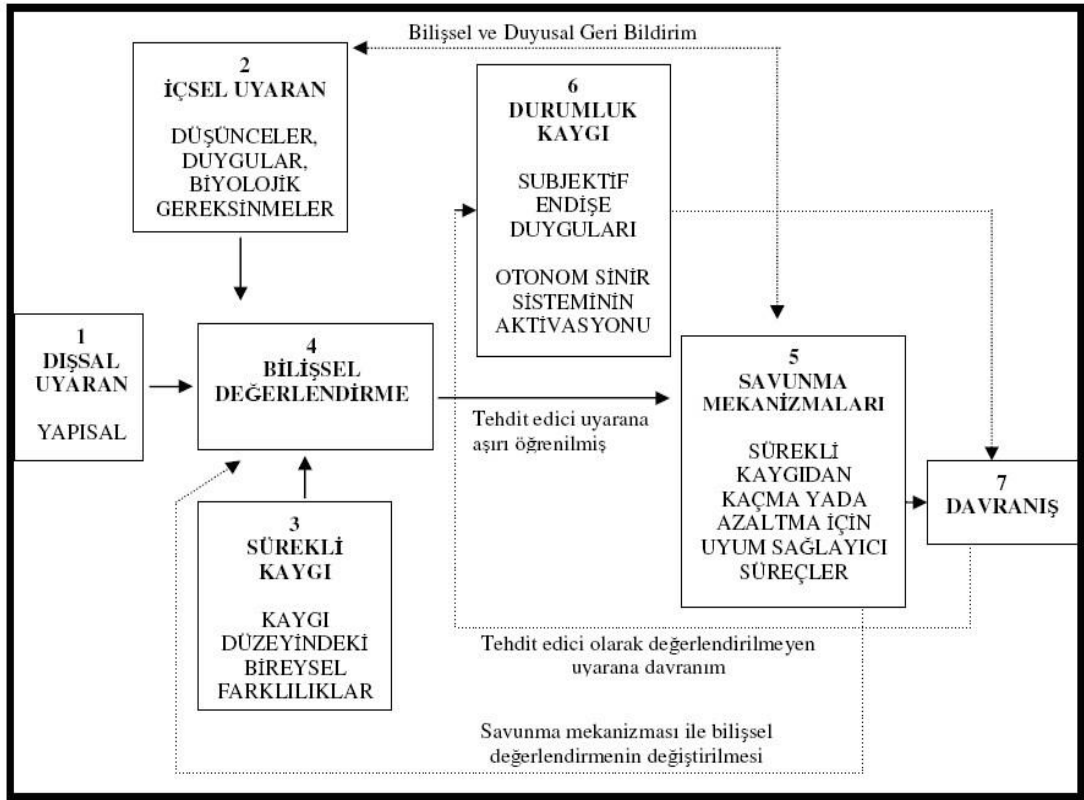 Bilişsel ve Duyusal Geri Bildirim
2
İÇSEL UYARAN
DÜŞÜNCELER,
DUYGULAR,
BİYOLOJİK
GEREKSİNMELER
6
DURUMLUK
KAYGI
SUBJEKTİF
ENDİŞE
DUYGULARI
OTONOM SİNİR
SİSTEMİNİN
AKTİVASYONU
1
DIŞSAL
UYARAN
YAPISAL
4
BİLİŞSEL
DEĞERLENDİRME
Tehdit edici uyarana
aşırı öğrenilmiş
5
SAVUNMA
MEKANİZMALARI
SÜREKLİ
KAYGIDAN
KAÇMA YADA
AZALTMA İÇİN
UYUM SAĞLAYICI
SÜREÇLER
7
DAVRANIŞ
3
SÜREKLİ
KAYGI
KAYGI
DÜZEYİNDEKİ
BİREYSEL
FARKLILIKLAR
Tehdit edici olarak değerlendirilmeyen
uyarana davranım
Savunma mekanizması ile bilişsel
değerlendirmenin değiştirilmesi